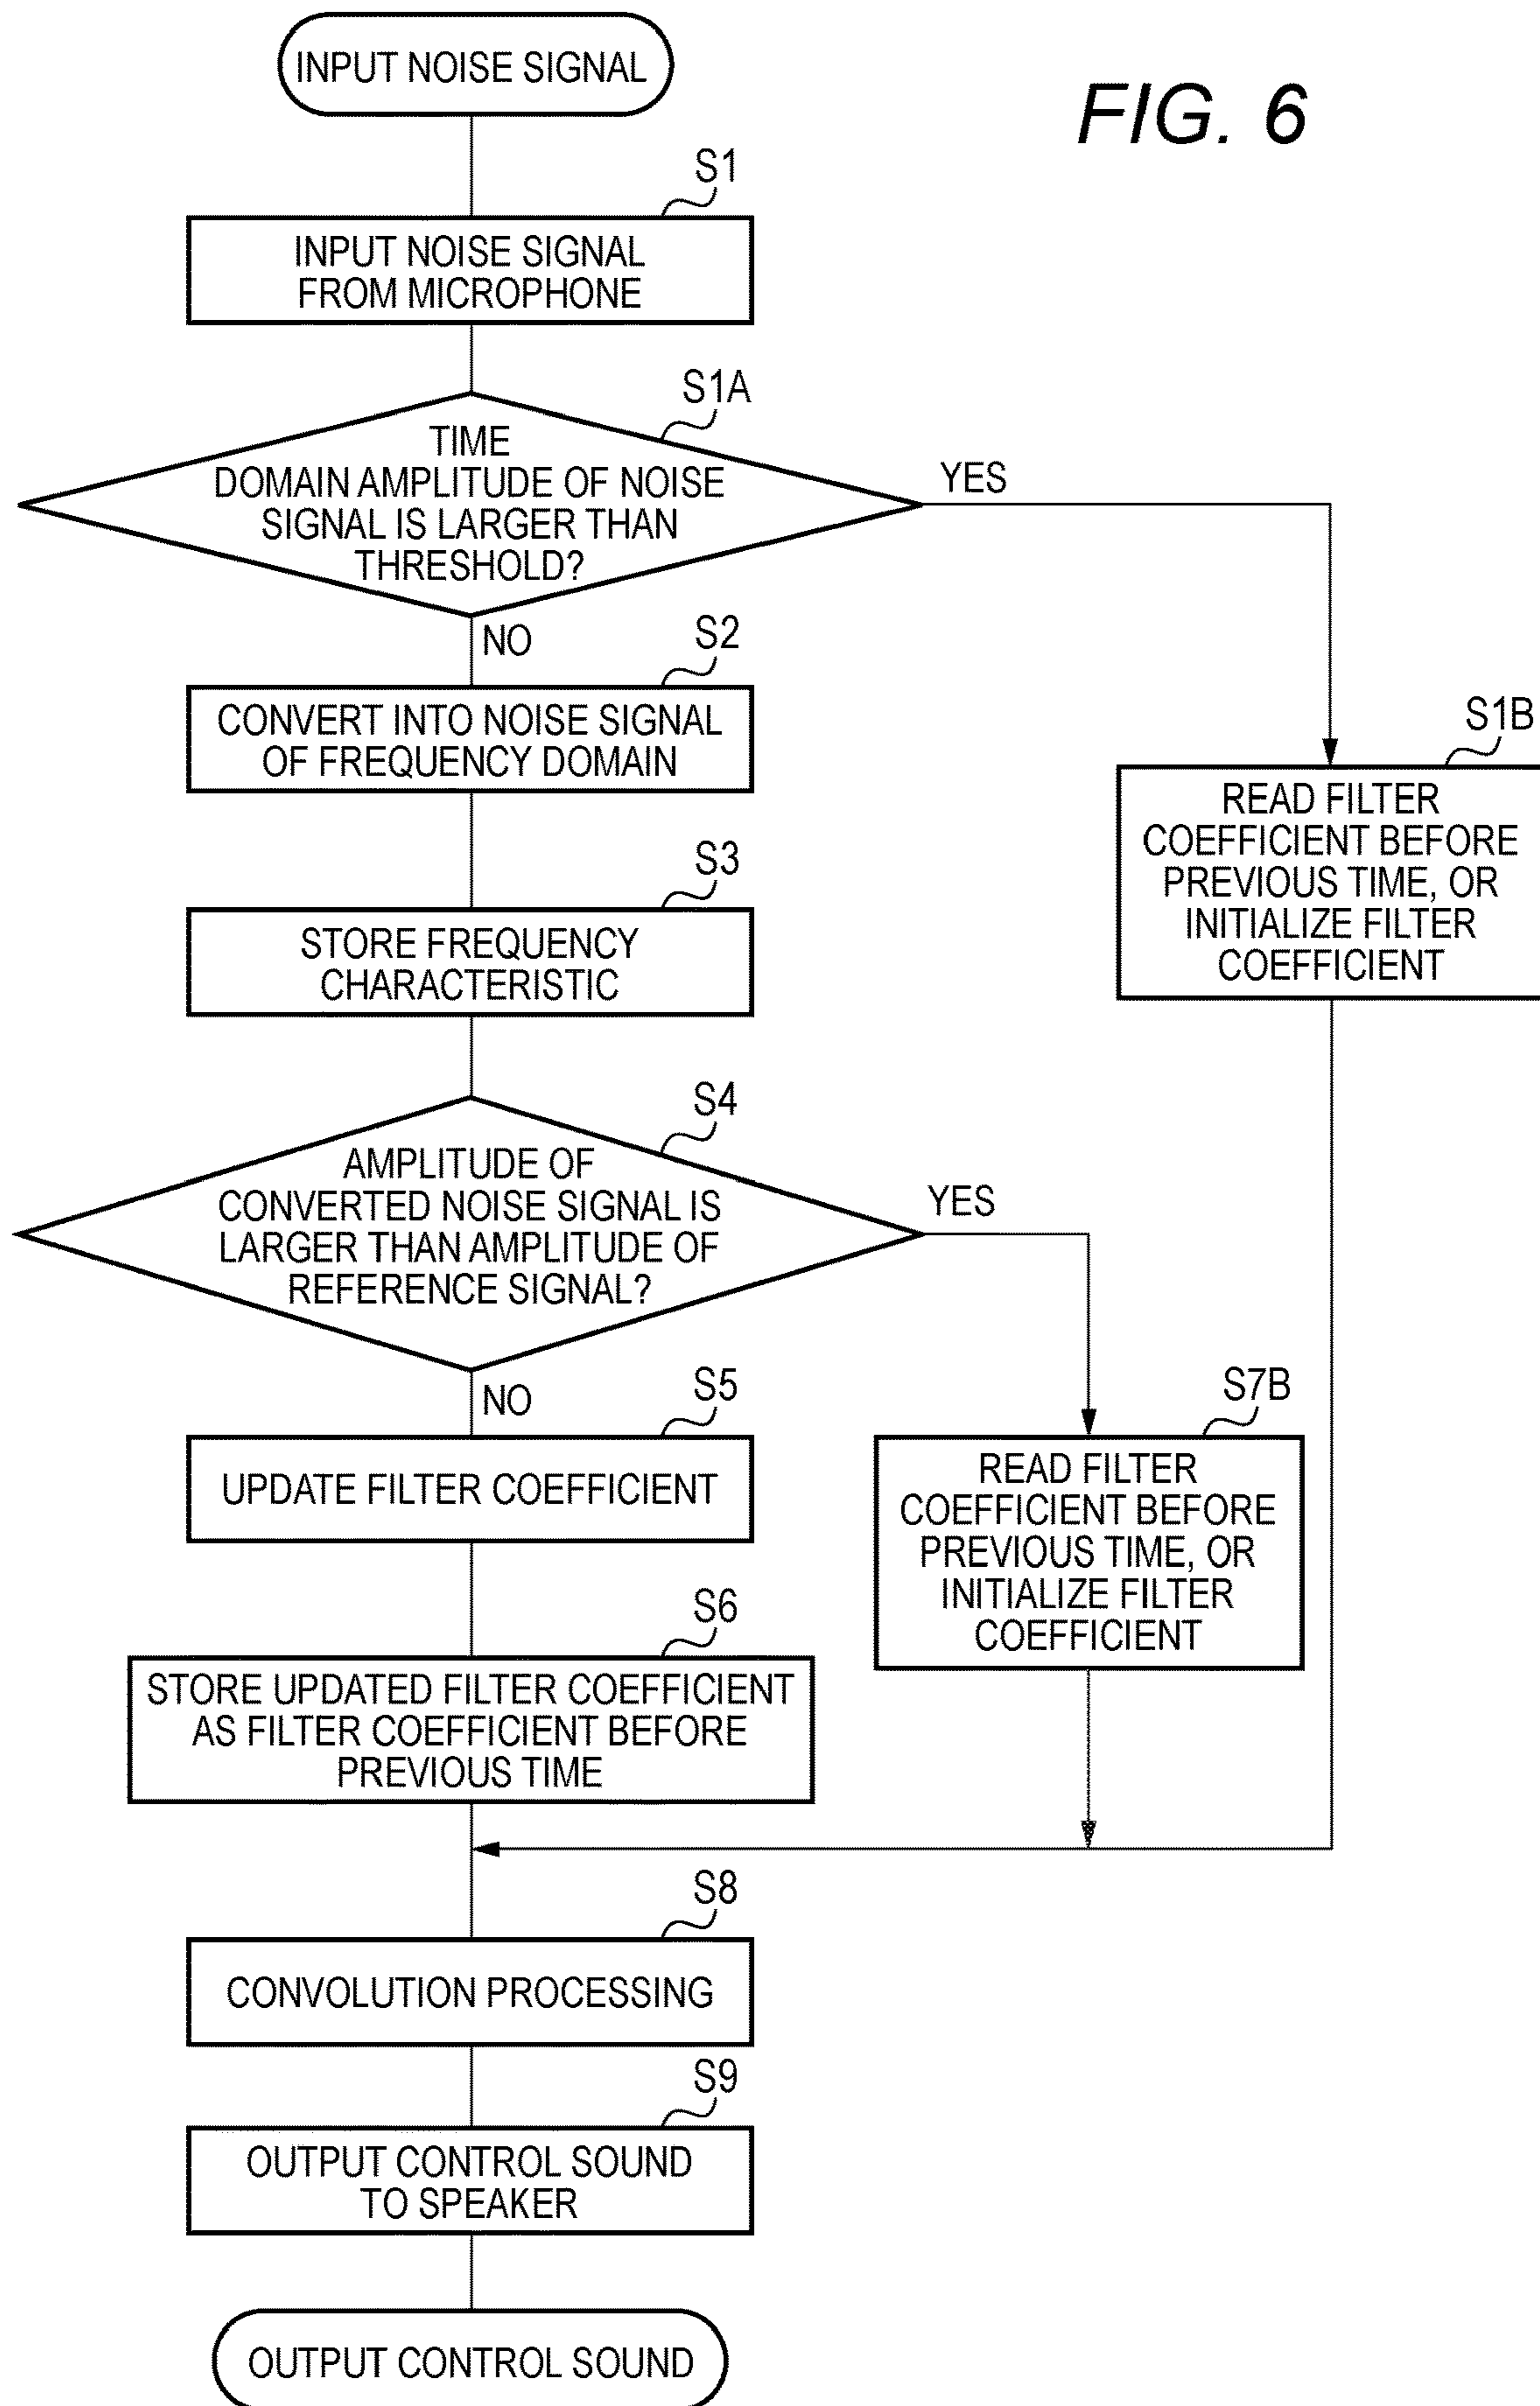 FIG. 6
INPUT NOISE SIGNAL
S1
INPUT NOISE SIGNAL
FROM MICROPHONE
S1A
TIME
DOMAIN AMPLITUDE OF NOISE
SIGNAL IS LARGER THAN
THRESHOLD?
YES
NO
S2
CONVERT INTO NOISE SIGNAL
OF FREQUENCY DOMAIN
S1B
READ FILTER
COEFFICIENT BEFORE
PREVIOUS TIME, OR
INITIALIZE FILTER
COEFFICIENT
S3
STORE FREQUENCY
CHARACTERISTIC
S4
AMPLITUDE OF
CONVERTED NOISE SIGNAL IS
LARGER THAN AMPLITUDE OF
REFERENCE SIGNAL?
YES
NO
S5
UPDATE FILTER COEFFICIENT
S7B
READ FILTER
COEFFICIENT BEFORE
PREVIOUS TIME, OR
INITIALIZE FILTER
COEFFICIENT
S6
STORE UPDATED FILTER COEFFICIENT
AS FILTER COEFFICIENT BEFORE
PREVIOUS TIME
S8
CONVOLUTION PROCESSING
S9
OUTPUT CONTROL SOUND
TO SPEAKER
OUTPUT CONTROL SOUND